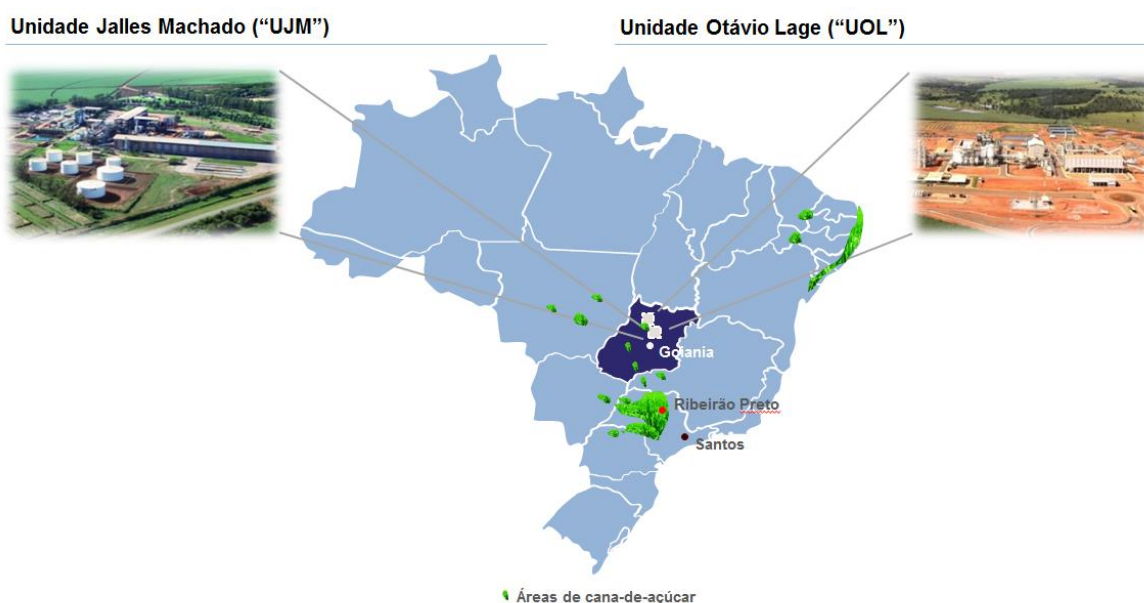 Unidade Jalles Machado (“UJM”)
Unidade Otávio Lage (“UOL”)
Goiania
Ribeirão Preto
Santos
Áreas de cana-de-açúcar